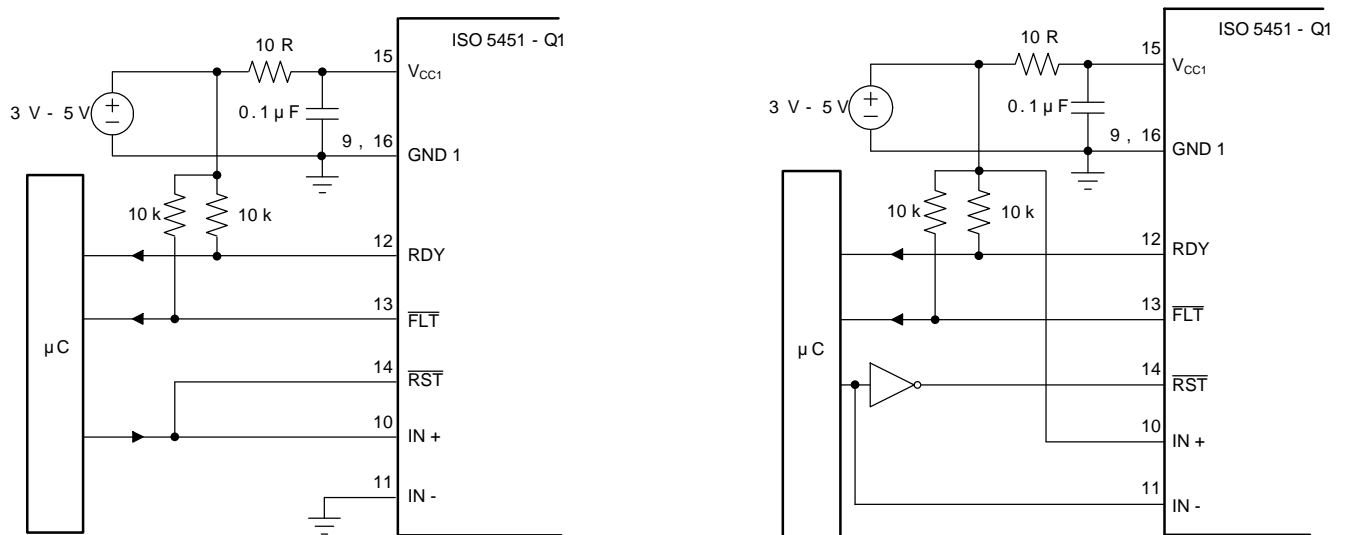 ISO 5451 - Q1
10 R
15
VCC1
3 V - 5 V
0.1 µF
9 , 16
GND 1
10 k
10 k
12
RDY
13
FLT
µC
14
RST
10
IN +
11
IN -
ISO 5451 - Q1
10 R
15
VCC1
3 V - 5 V
0.1 µF
9, 16
GND 1
10 k
10 k
12
RDY
13
FLT
µC
14
RST
10
IN +
11
IN -